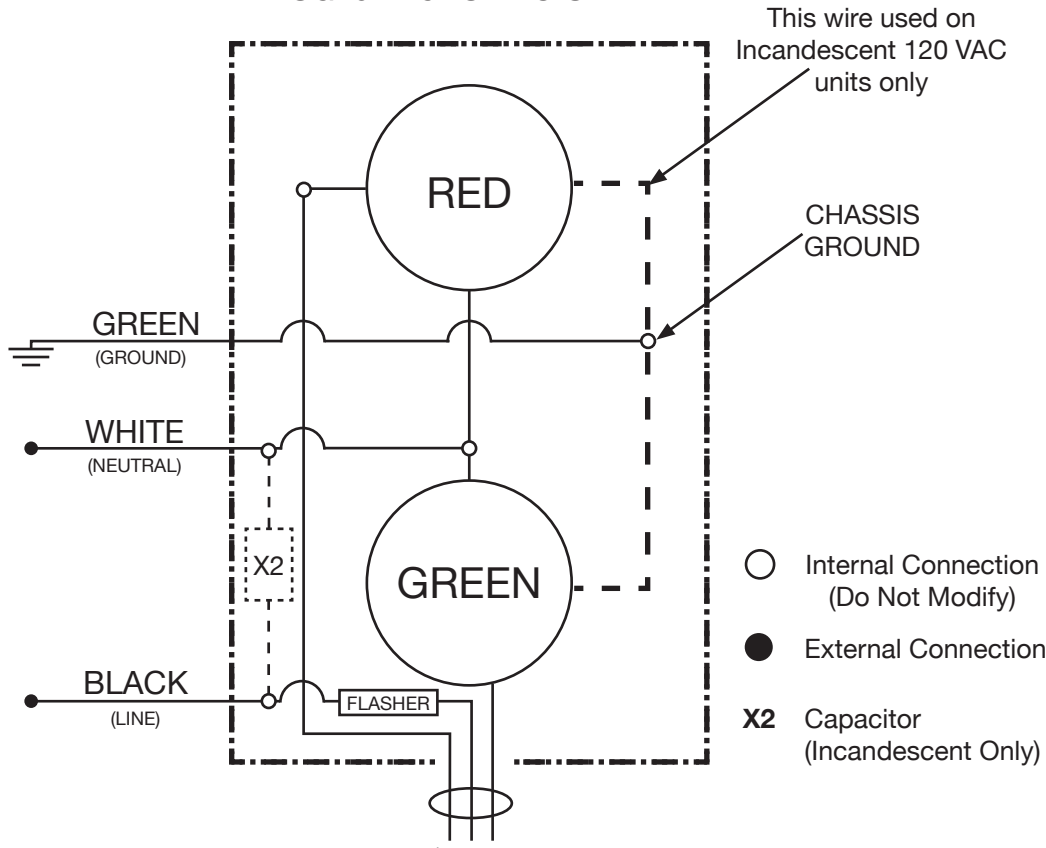 This wire used on
Incandescent 120 VAC
units only
RED
CHASSIS
GROUND
GREEN
(GROUND)
WHITE
(NEUTRAL)
X2
GREEN
Internal Connection
(Do Not Modify)
External Connection
BLACK
(LINE)
FLASHER
X2 Capacitor
(Incandescent Only)